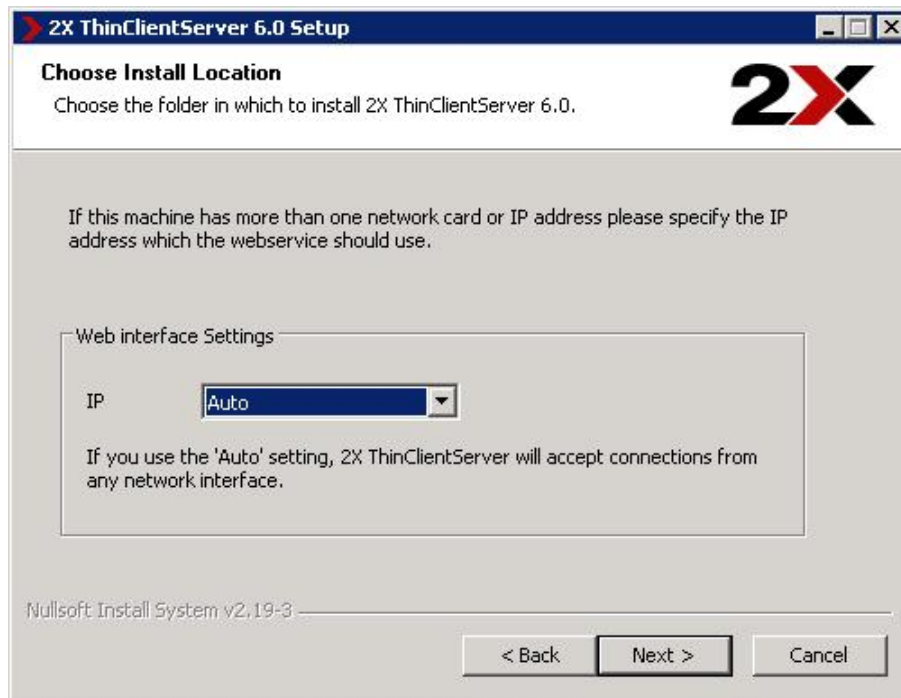 2X ThinClientServer 6.0 Setup
Choose Install Location
Choose the folder in which to install 2X ThinClientServer 6.0.
2X
If this machine has more than one network card or IP address please specify the IP
address which the webservice should use.
Web interface Settings
IP
Auto
If you use the 'Auto' setting, 2X ThinClientServer will accept connections from
any network interface.
Nullsoft Install System v2.19-3
< Back
Next >
Cancel